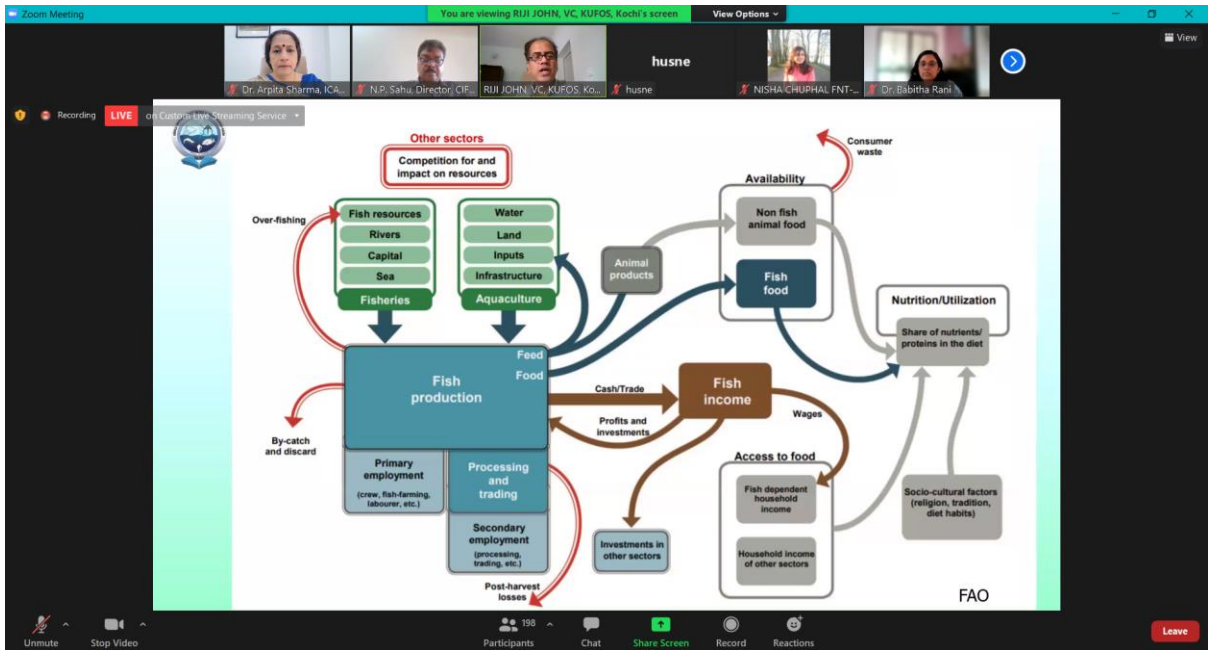 Zoom Meeting
You are viewing RIJI JOHN, VC, KUFOS, Kochi's screen
View Options
View
husne
Dr. Arpita Sharma, ICA...
N.P. Sahu, Director, CIF...
RIJI JOHN, VC, KUFOS, Ko...
husne
NISHA CHUPHAL FNT-...
Dr. Babitha Rani
Recording
LIVE
on Custom Live Streaming Service
Other sectors
Competition for and
impact on resources
Over-fishing
Fish resources
Rivers
Capital
Sea
Fisheries
Water
Land
Inputs
Infrastructure
Aquaculture
Animal
products
Availability
Non fish
animal food
Fish
food
Consumer
waste
Nutrition/Utilization
Share of nutrients/
proteins in the diet
Feed
Food
Fish
production
Cash/Trade
Profits and
investments
Fish
income
Wages
By-catch
and discard
Primary
employment
(crew, fish-farming,
labourer, etc.)
Processing
and
trading
Secondary
employment
(processing,
trading, etc.)
Post-harvest
losses
Investments in
other sectors
Access to food
Fish dependent
household
income
Household income
of other sectors
Socio-cultural factors
(religion, tradition,
diet habits)
FAO
Unmute
Stop Video
198
Participants
Chat
Share Screen
Record
Reactions
Leave